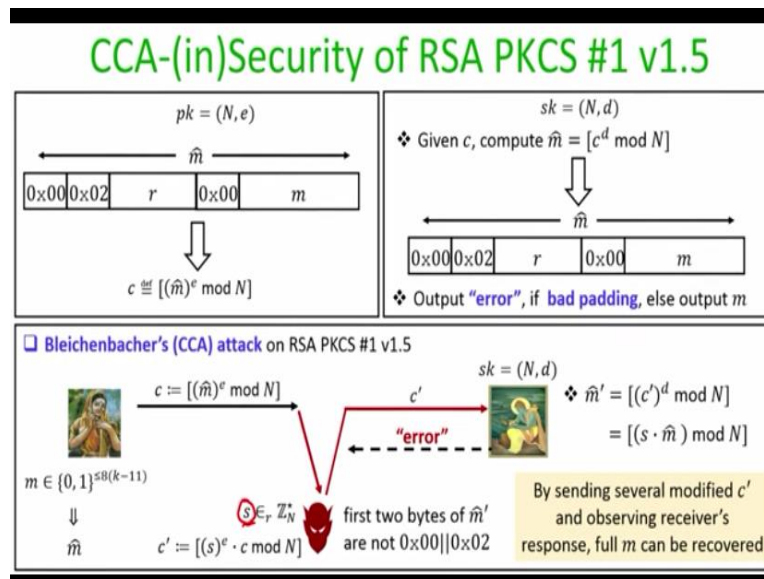 CCA-(in)Security of RSA PKCS #1 v1.5
pk = (N, e)
m̂
0x00 0x02 r 0x00 m
c ≝ [(m̂)ᵉ mod N]
sk = (N, d)
❖ Given c, compute m̂ = [cᵈ mod N]
m̂
0x00 0x02 r 0x00 m
❖ Output "error", if bad padding, else output m
❑ Bleichenbacher's (CCA) attack on RSA PKCS #1 v1.5
c ≔ [(m̂)ᵉ mod N]
c′
"error"
sk = (N, d)
❖ m̂′ = [(c′)ᵈ mod N]
= [(s · m̂ ) mod N]
m ∈ {0, 1}^≤8(k−11)
⇓
m̂
s ∈ᵣ ℤ*_N
c′ ≔ [(s)ᵉ · c mod N]
first two bytes of m̂′
are not 0x00||0x02
By sending several modified c′
and observing receiver's
response, full m can be recovered